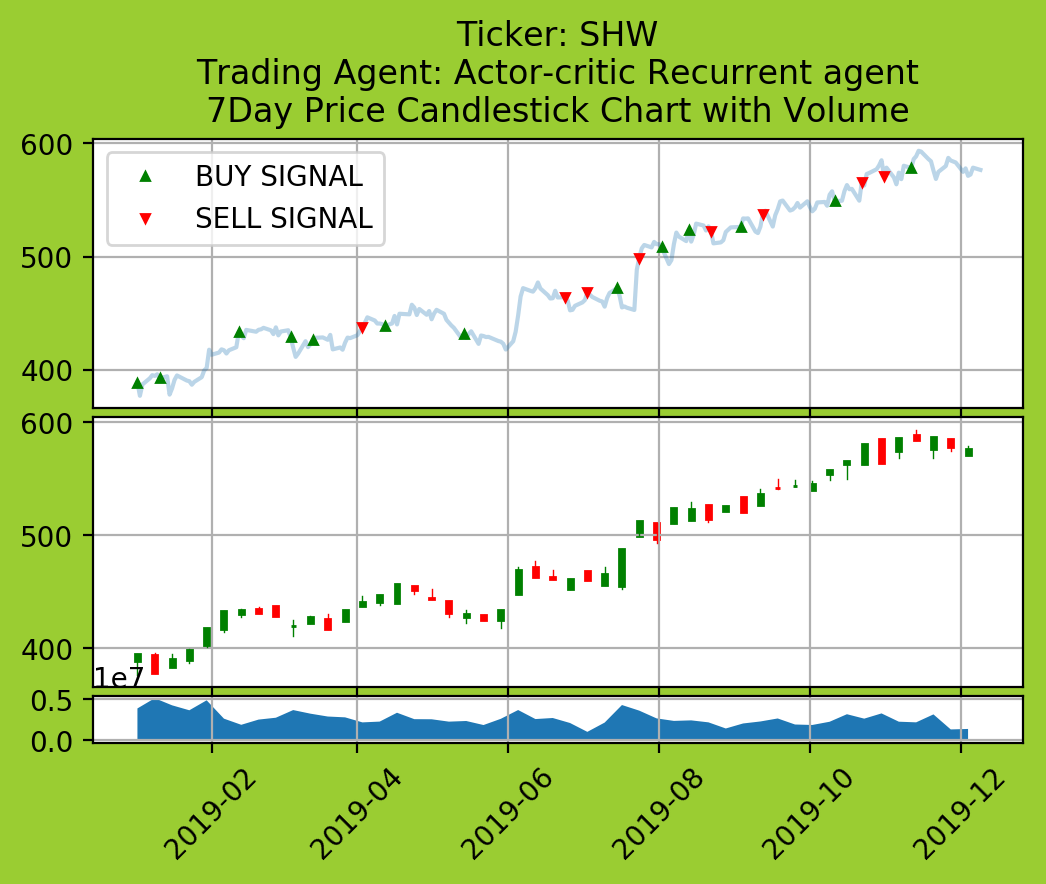 Ticker: SHW
Trading Agent: Actor-critic Recurrent agent
7Day Price Candlestick Chart with Volume
600
500
400
BUY SIGNAL
SELL SIGNAL
600
500
400
1e7
0.5
0.0
2019-02
2019-04
2019-06
2019-08
2019-10
2019-12